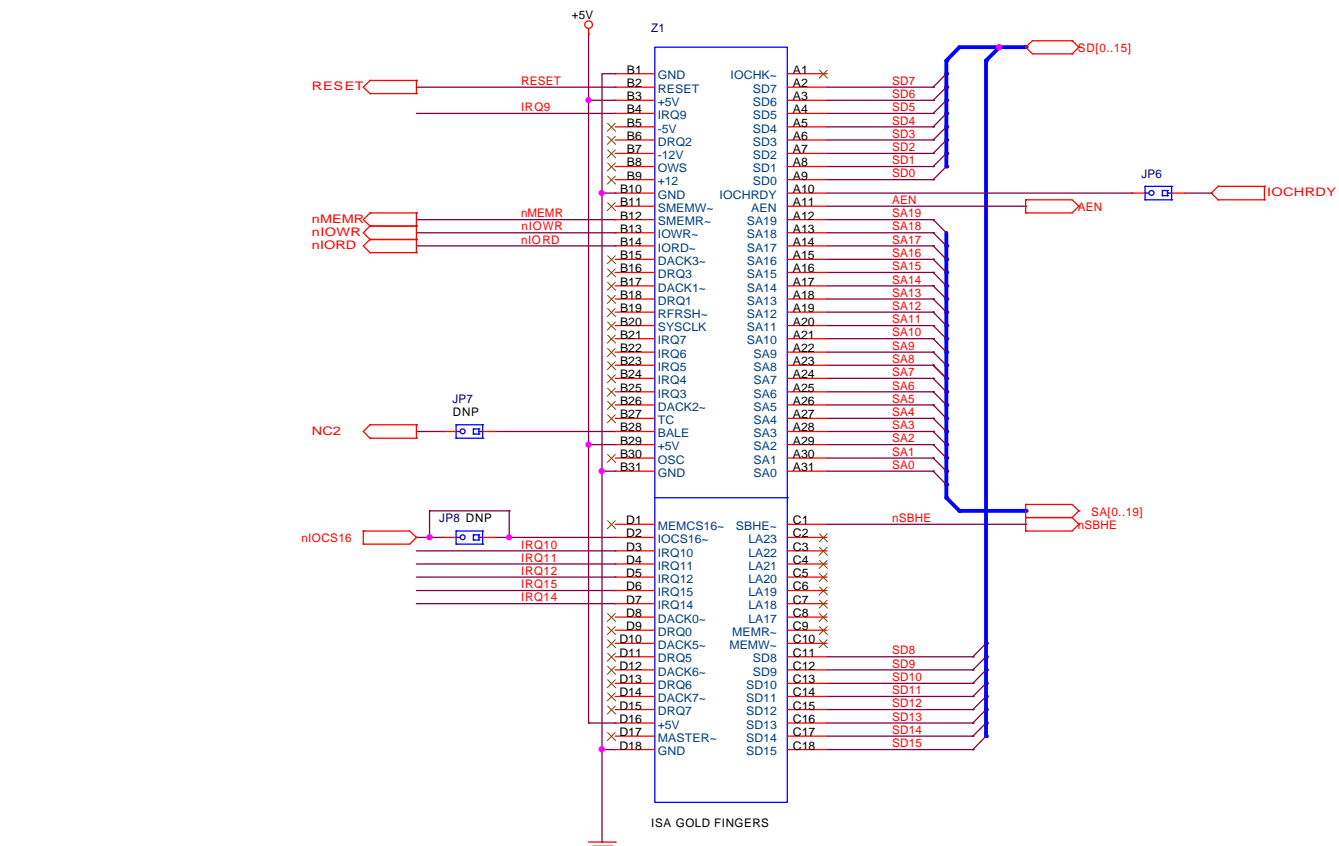 +5V
Z1
SD[0..15]
B1 GND IOCHK~ A1
RESET RESET B2 RESET SD7 A2 SD7
B3 +5V SD6 A3 SD6
IRQ9 B4 IRQ9 SD5 A4 SD5
B5 -5V SD4 A5 SD4
B6 DRQ2 SD3 A6 SD3
B7 -12V SD2 A7 SD2
B8 OWS SD1 A8 SD1
B9 +12 SD0 A9 SD0
JP6
B10 GND IOCHRDY A10 IOCHRDY
B11 SMEMW~ AEN A11 AEN AEN
nMEMR nMEMR B12 SMEMR~ SA19 A12 SA19
nIOWR nIOWR B13 IOWR~ SA18 A13 SA18
nIORD nIORD B14 IORD~ SA17 A14 SA17
B15 DACK3~ SA16 A15 SA16
B16 DRQ3 SA15 A16 SA15
B17 DACK1~ SA14 A17 SA14
B18 DRQ1 SA13 A18 SA13
B19 RFRSH~ SA12 A19 SA12
B20 SYSCLK SA11 A20 SA11
B21 IRQ7 SA10 A21 SA10
B22 IRQ6 SA9 A22 SA9
B23 IRQ5 SA8 A23 SA8
B24 IRQ4 SA7 A24 SA7
B25 IRQ3 SA6 A25 SA6
B26 DACK2~ SA5 A26 SA5
B27 TC SA4 A27 SA4
JP7
DNP
NC2 B28 BALE SA3 A28 SA3
B29 +5V SA2 A29 SA2
B30 OSC SA1 A30 SA1
B31 GND SA0 A31 SA0
SA[0..19]
D1 MEMCS16~ SBHE~ C1 nSBHE nSBHE
JP8 DNP
nIOCS16 D2 IOCS16~ LA23 C2
IRQ10 D3 IRQ10 LA22 C3
IRQ11 D4 IRQ11 LA21 C4
IRQ12 D5 IRQ12 LA20 C5
IRQ15 D6 IRQ15 LA19 C6
IRQ14 D7 IRQ14 LA18 C7
D8 DACK0~ LA17 C8
D9 DRQ0 MEMR~ C9
D10 DACK5~ MEMW~ C10
D11 DRQ5 SD8 C11 SD8
D12 DACK6~ SD9 C12 SD9
D13 DRQ6 SD10 C13 SD10
D14 DACK7~ SD11 C14 SD11
D15 DRQ7 SD12 C15 SD12
D16 +5V SD13 C16 SD13
D17 MASTER~ SD14 C17 SD14
D18 GND SD15 C18 SD15
ISA GOLD FINGERS